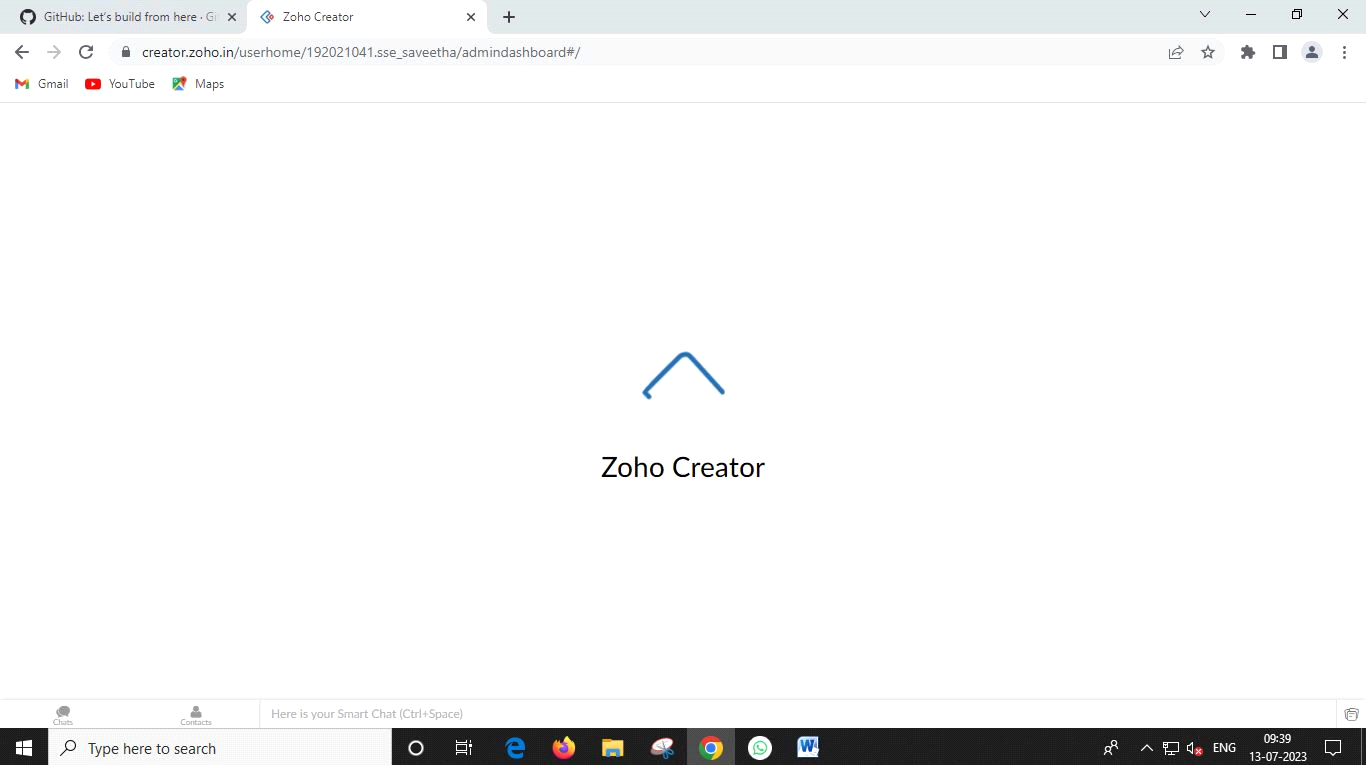 GitHub: Let's build from here · Gi
Zoho Creator
creator.zoho.in/userhome/192021041.sse_saveetha/admindashboard#/
Gmail
YouTube
Maps
Zoho Creator
Chats
Contacts
Here is your Smart Chat (Ctrl+Space)
Type here to search
ENG
09:39
13-07-2023